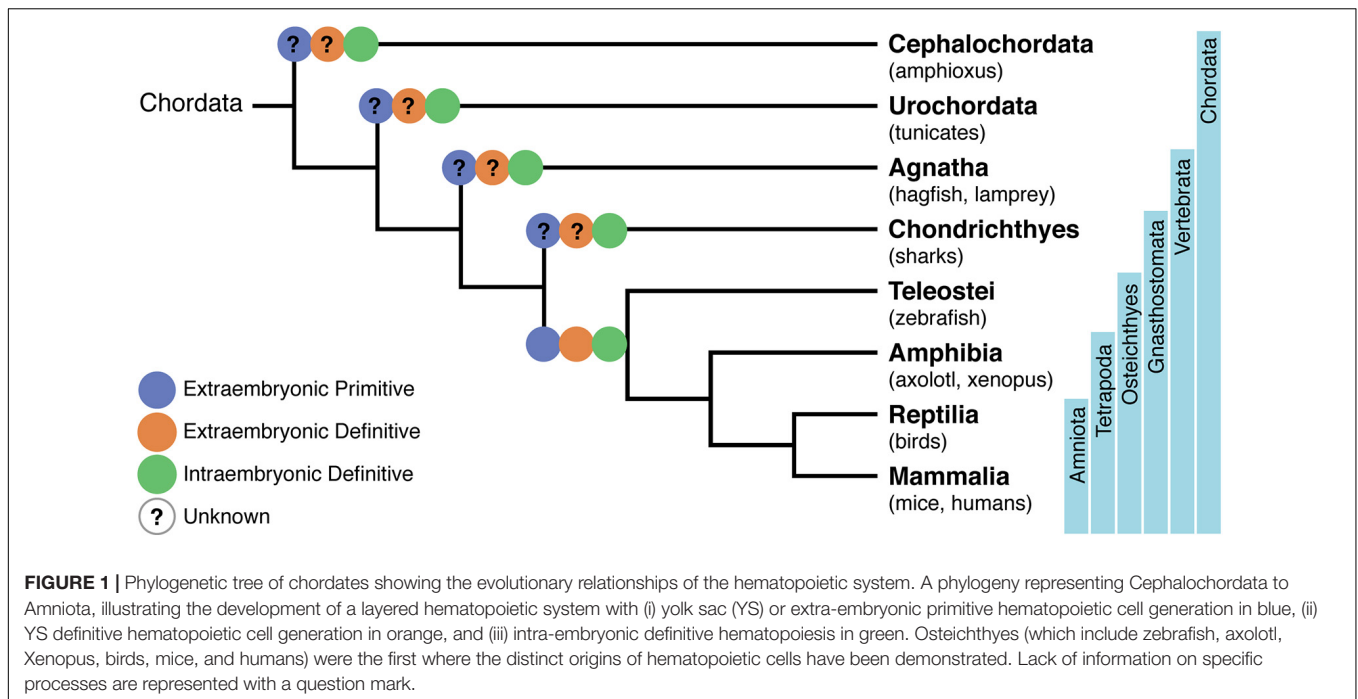 ? ? Cephalochordata
(amphioxus)
Chordata
? ? Urochordata
(tunicates)
? ? Agnatha
(hagfish, lamprey)
? ? Chondrichthyes
(sharks)
Teleostei
(zebrafish)
Amphibia
(axolotl, xenopus)
Reptilia
(birds)
Mammalia
(mice, humans)
Extraembryonic Primitive
Extraembryonic Definitive
Intraembryonic Definitive
? Unknown
Amniota
Tetrapoda
Osteichthyes
Gnasthostomata
Vertebrata
Chordata
FIGURE 1 | Phylogenetic tree of chordates showing the evolutionary relationships of the hematopoietic system. A phylogeny representing Cephalochordata to
Amniota, illustrating the development of a layered hematopoietic system with (i) yolk sac (YS) or extra-embryonic primitive hematopoietic cell generation in blue, (ii)
YS definitive hematopoietic cell generation in orange, and (iii) intra-embryonic definitive hematopoiesis in green. Osteichthyes (which include zebrafish, axolotl,
Xenopus, birds, mice, and humans) were the first where the distinct origins of hematopoietic cells have been demonstrated. Lack of information on specific
processes are represented with a question mark.